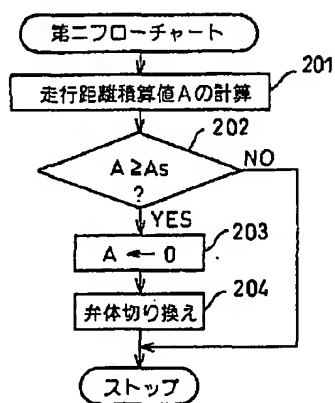 第二フローチャート
201
走行距離積算値Aの計算
202
A≧As
?
NO
YES
203
A ← 0
204
弁体切り換え
ストップ